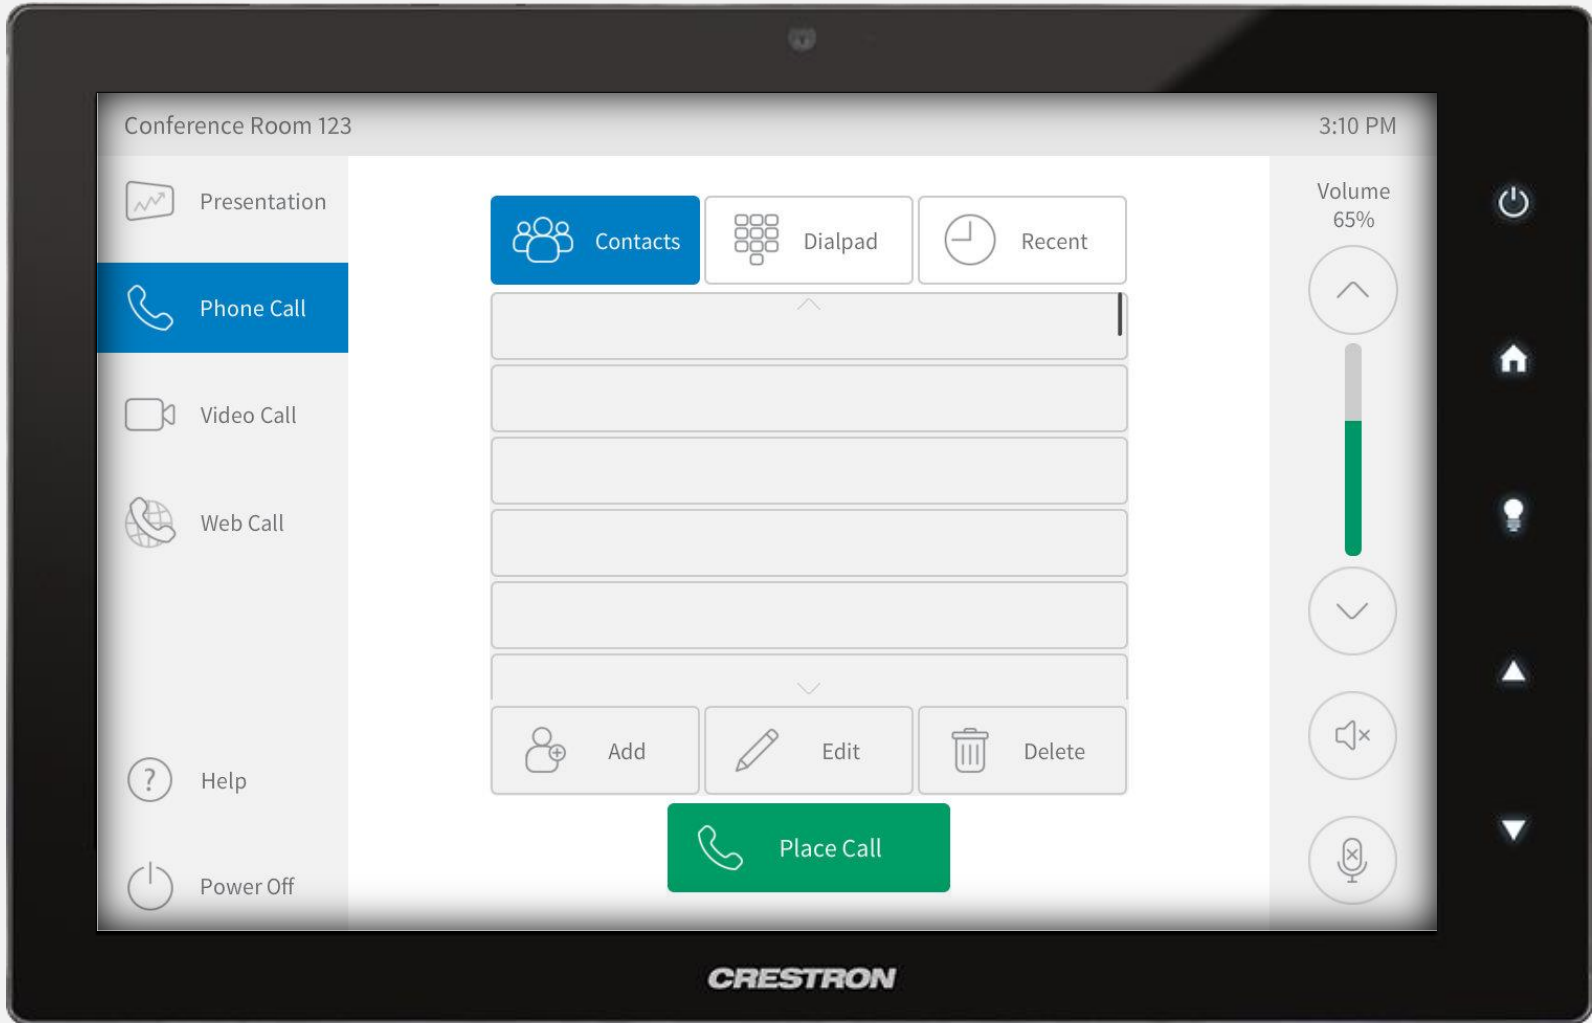 Conference Room 123
3:10 PM
Presentation
Phone Call
Video Call
Web Call
Help
Power Off
Contacts
Dialpad
Recent
Add
Edit
Delete
Place Call
Volume
65%
CRESTRON